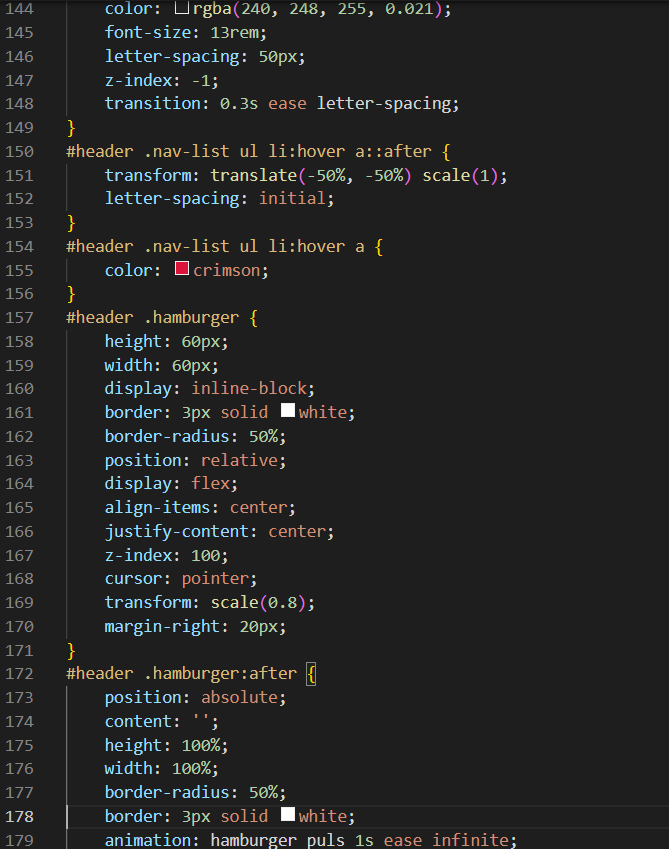 144 color: rgba(240, 248, 255, 0.021);
145 font-size: 13rem;
146 letter-spacing: 50px;
147 z-index: -1;
148 transition: 0.3s ease letter-spacing;
149 }
150 #header .nav-list ul li:hover a::after {
151 transform: translate(-50%, -50%) scale(1);
152 letter-spacing: initial;
153 }
154 #header .nav-list ul li:hover a {
155 color: crimson;
156 }
157 #header .hamburger {
158 height: 60px;
159 width: 60px;
160 display: inline-block;
161 border: 3px solid white;
162 border-radius: 50%;
163 position: relative;
164 display: flex;
165 align-items: center;
166 justify-content: center;
167 z-index: 100;
168 cursor: pointer;
169 transform: scale(0.8);
170 margin-right: 20px;
171 }
172 #header .hamburger:after {
173 position: absolute;
174 content: '';
175 height: 100%;
176 width: 100%;
177 border-radius: 50%;
178 border: 3px solid white;
179 animation: hamburger puls 1s ease infinite;